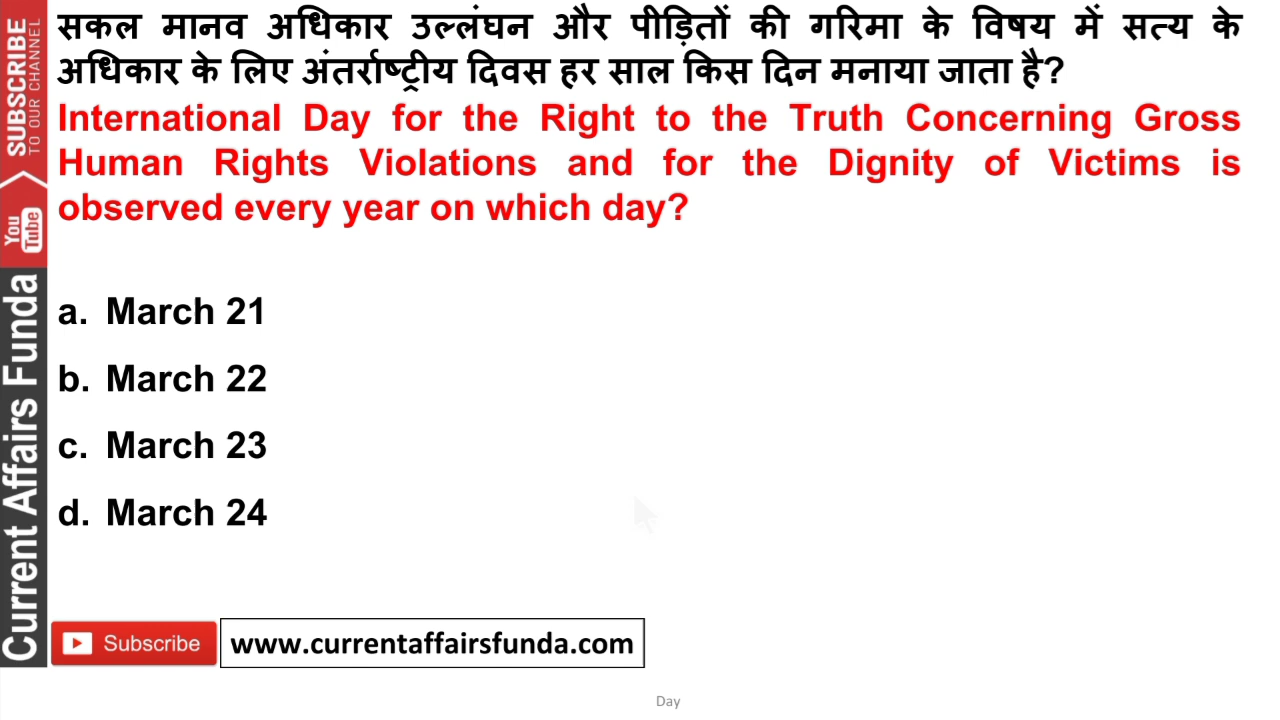 सकल मानव अधिकार उल्लंघन और पीड़ितों की गरिमा के विषय में सत्य के
अधिकार के लिए अंतर्राष्ट्रीय दिवस हर साल किस दिन मनाया जाता है?
International Day for the Right to the Truth Concerning Gross
Human Rights Violations and for the Dignity of Victims is
observed every year on which day?
a. March 21
b. March 22
c. March 23
d. March 24
SUBSCRIBE
TO OUR CHANNEL
You
Tube
Current Affairs Funda
Subscribe
www.currentaffairsfunda.com
Day